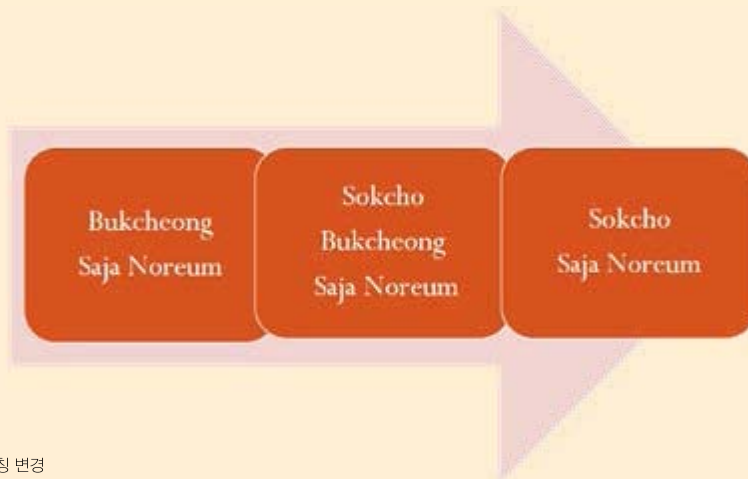 Bukcheong
Saja Noreum
Sokcho
Bukcheong
Saja Noreum
Sokcho
Saja Noreum
칭 변경